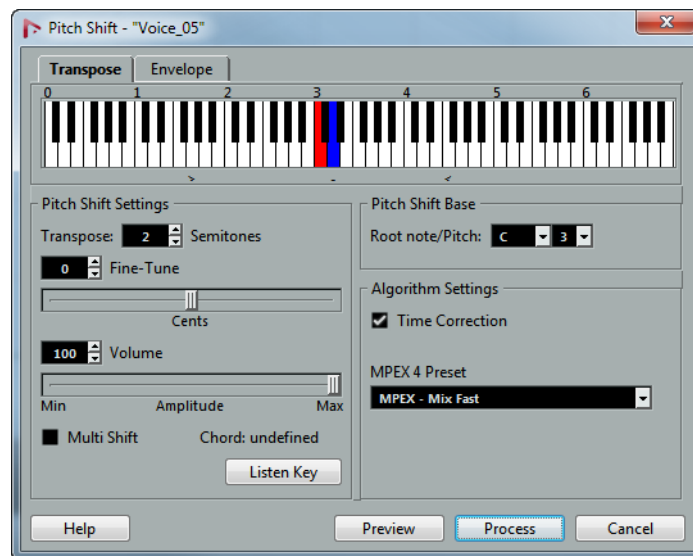 Pitch Shift - "Voice_05"
Transpose Envelope
0 1 2 3 4 5 6
Pitch Shift Settings
Transpose: 2 Semitones
0 Fine-Tune
Cents
100 Volume
Min Amplitude Max
Multi Shift Chord: undefined
Listen Key
Pitch Shift Base
Root note/Pitch: C 3
Algorithm Settings
Time Correction
MPEX 4 Preset
MPEX - Mix Fast
Help Preview Process Cancel